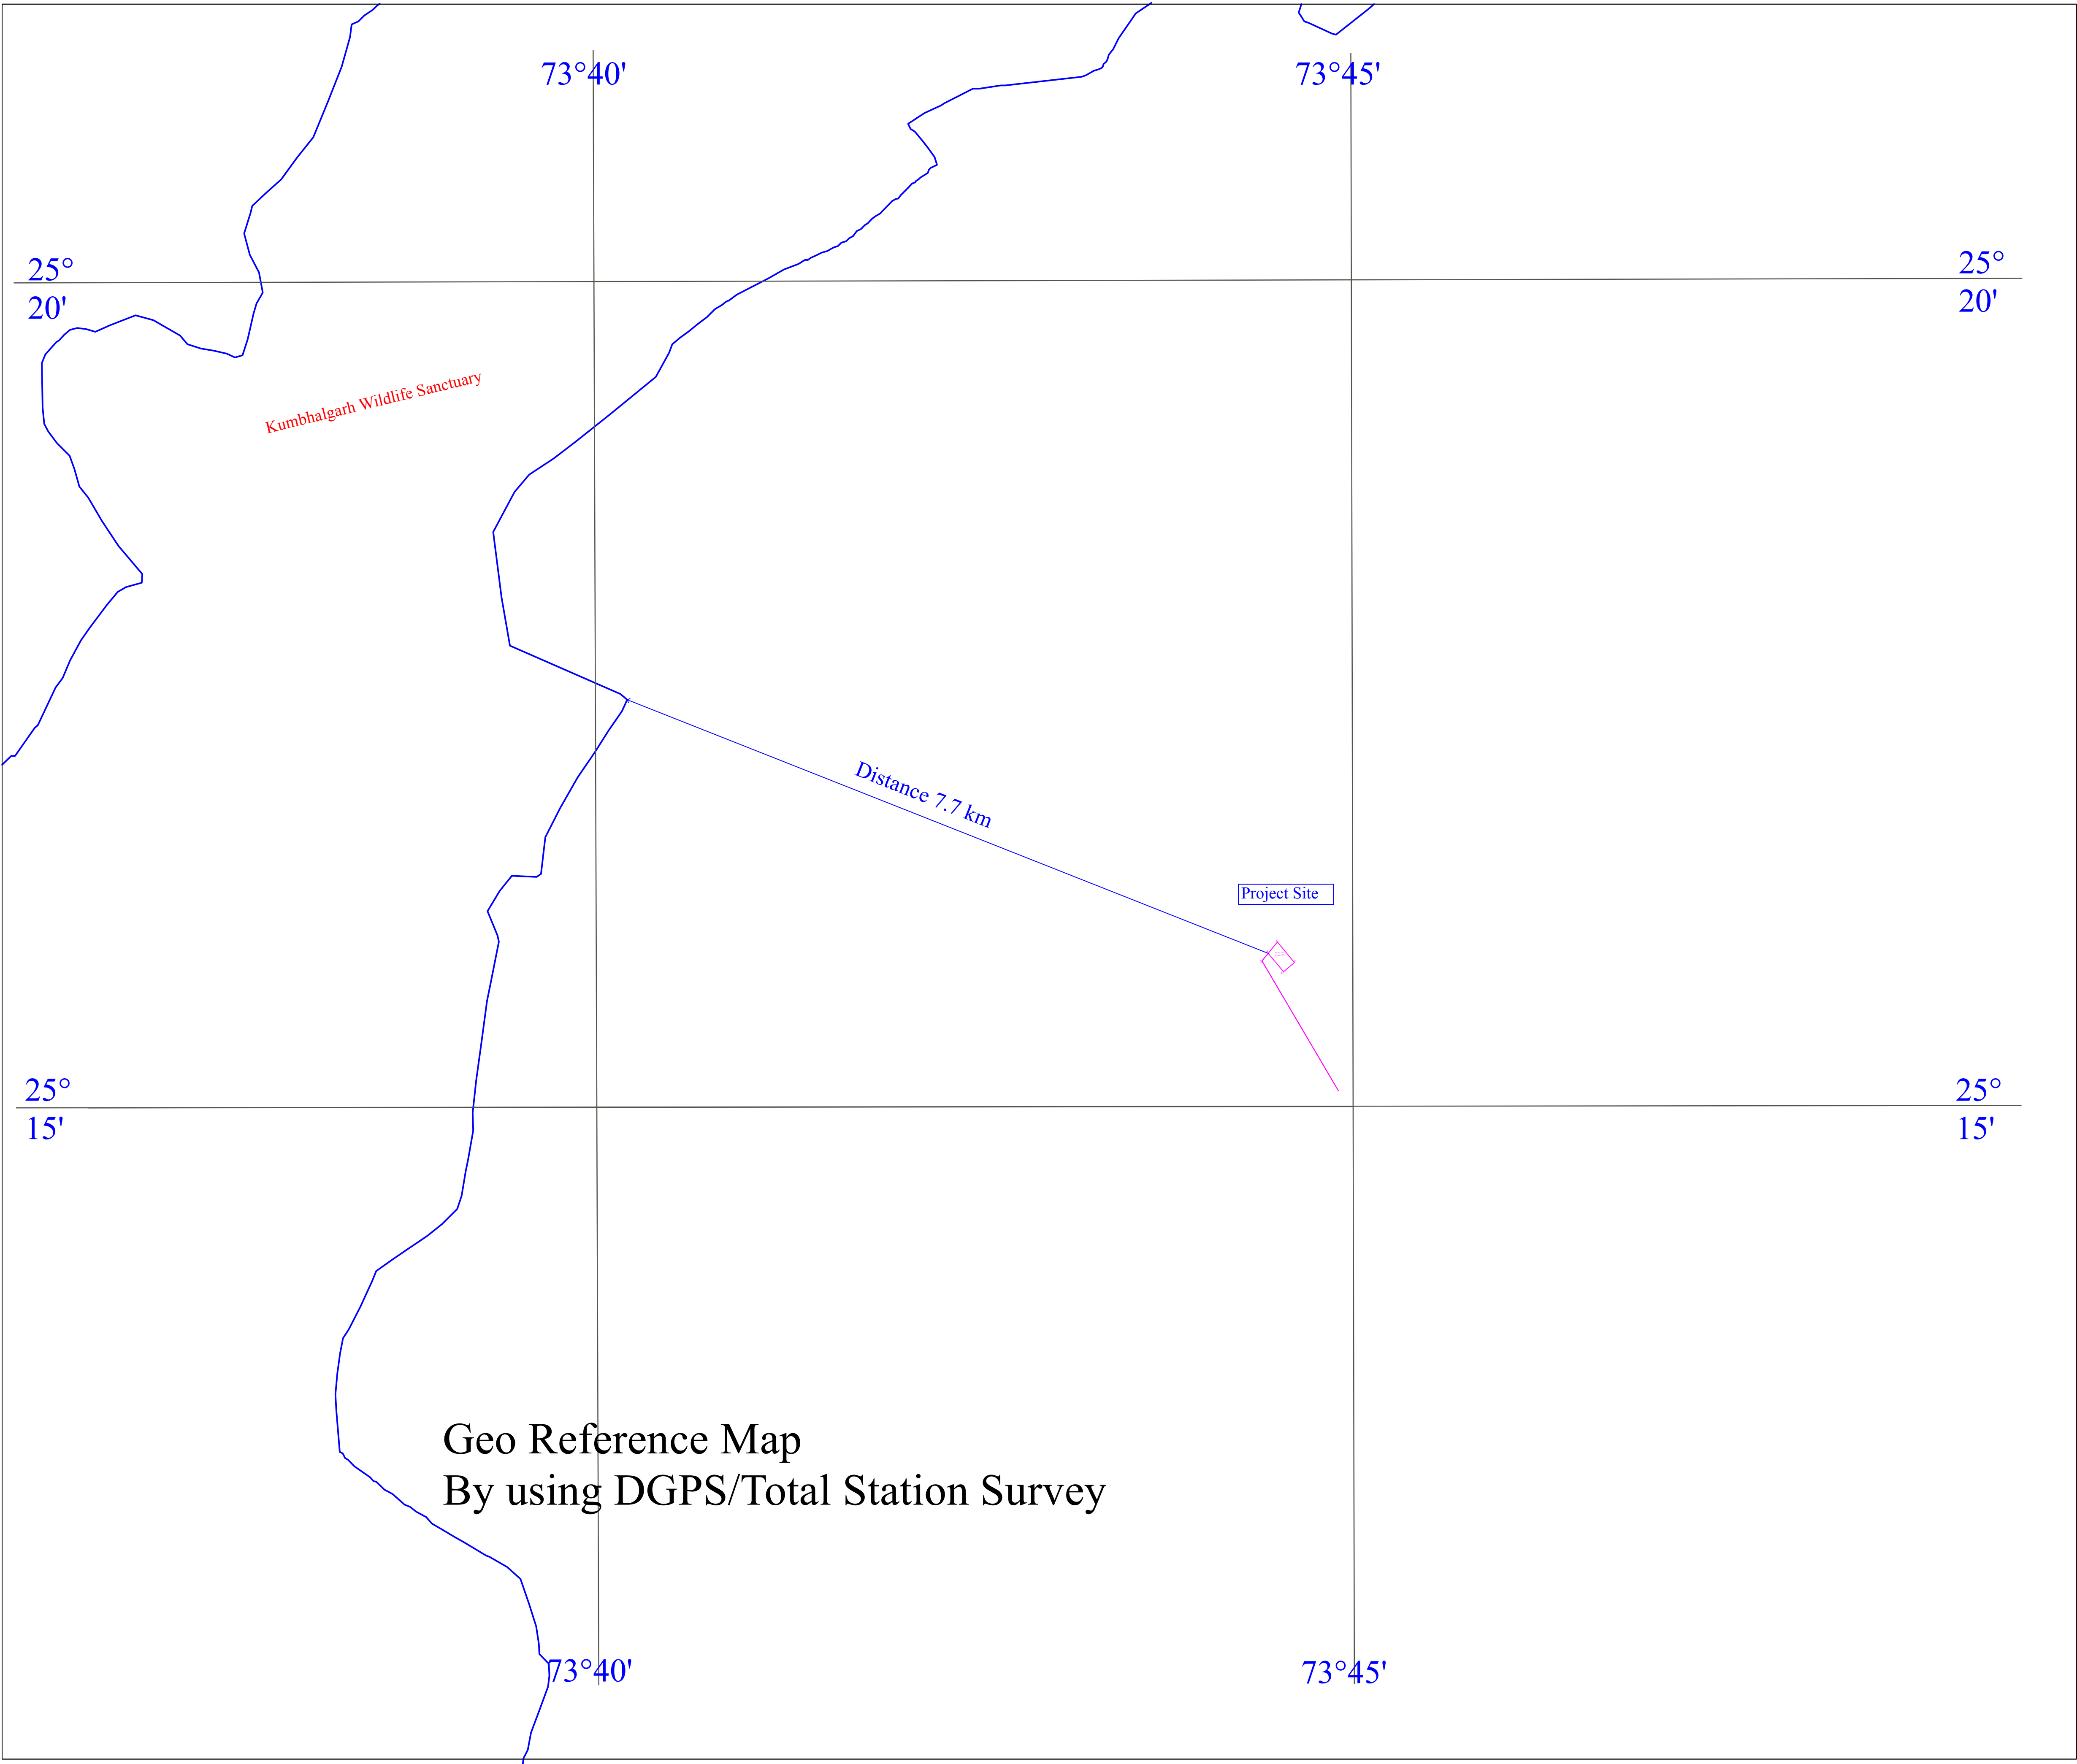 73°40'
73°45'
25°
20'
25°
20'
Kumbhalgarh Wildlife Sanctuary
Distance 7.7 km
Project Site
25°
15'
25°
15'
Geo Reference Map
By using DGPS/Total Station Survey
73°40'
73°45'